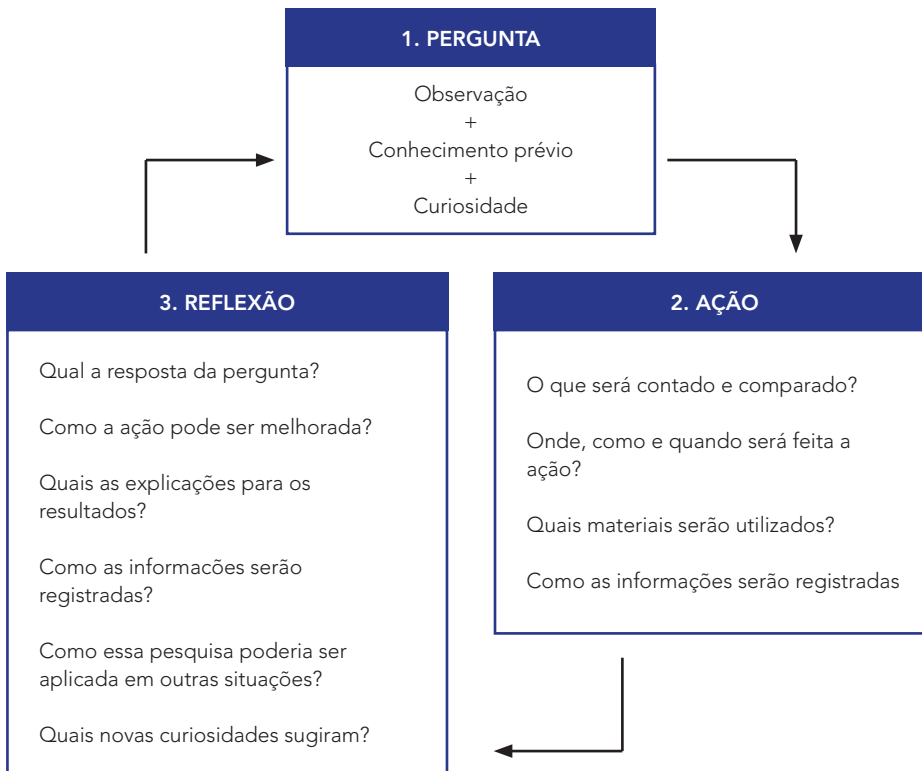 1. PERGUNTA
Observação
+
Conhecimento prévio
+
Curiosidade
3. REFLEXÃO
Qual a resposta da pergunta?
Como a ação pode ser melhorada?
Quais as explicações para os
resultados?
Como as informacões serão
registradas?
Como essa pesquisa poderia ser
aplicada em outras situações?
Quais novas curiosidades sugiram?
2. AÇÃO
O que será contado e comparado?
Onde, como e quando será feita a
ação?
Quais materiais serão utilizados?
Como as informações serão registradas